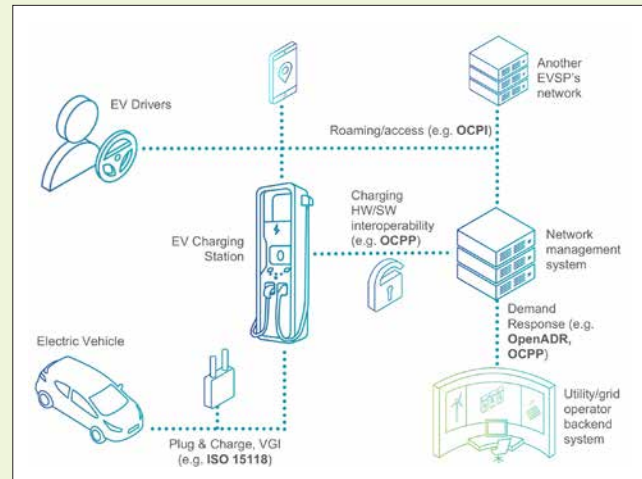 Another
EVSP's
network
EV Drivers
Roaming/access (e.g. OCPI)
Charging
HW/SW
interoperability
(e.g. OCPP)
EV Charging
Station
Network
management
system
Demand
Response (e.g.
OpenADR,
OCPP)
Electric Vehicle
Utility/grid
operator
backend
system
Plug & Charge, VGI
(e.g. ISO 15118)